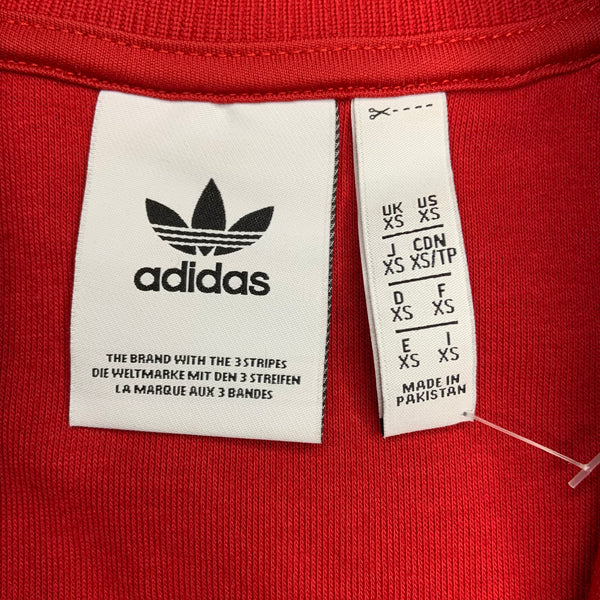 adidas
THE BRAND WITH THE 3 STRIPES
DIE WELTMARKE MIT DEN 3 STREIFEN
LA MARQUE AUX 3 BANDES
UK US
XS XS
J CDN
XS XS/TP
D F
XS XS
E I
XS XS
MADE IN
PAKISTAN